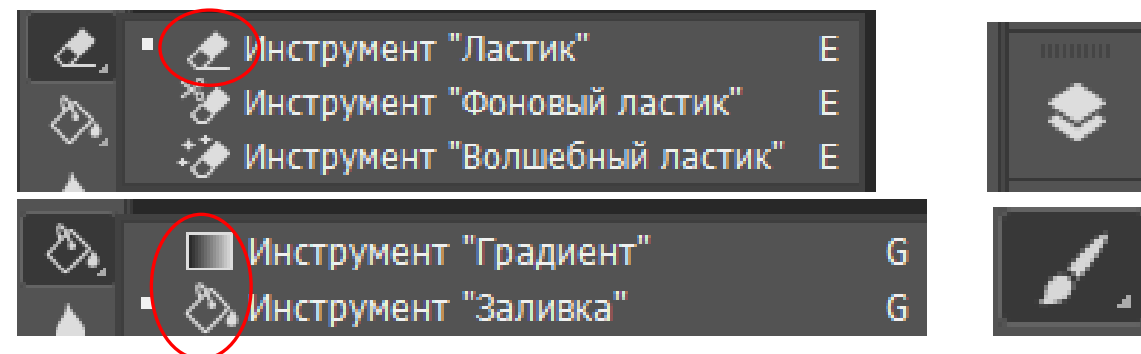 Инструмент "Ластик" E
Инструмент "Фоновый ластик" E
Инструмент "Волшебный ластик" E
Инструмент "Градиент" G
Инструмент "Заливка" G